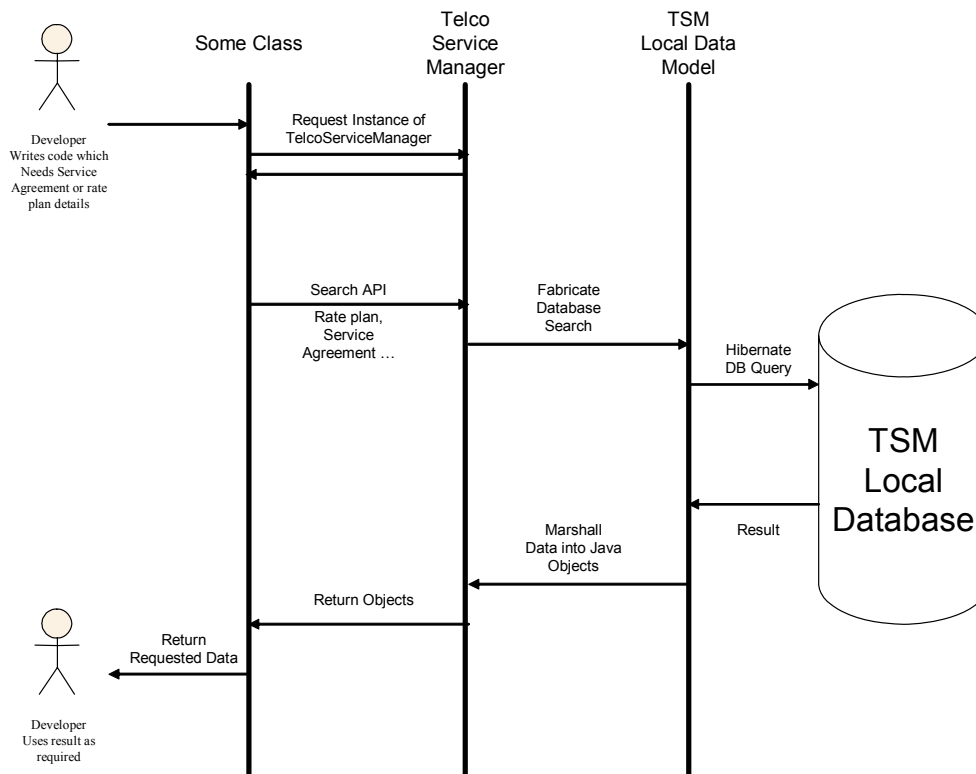 Some Class
Telco
Service
Manager
TSM
Local Data
Model
Developer
Writes code which
Needs Service
Agreement or rate
plan details
Request Instance of
TelcoServiceManager
Search API
Rate plan,
Service
Agreement …
Fabricate
Database
Search
Hibernate
DB Query
TSM
Local
Database
Result
Marshall
Data into Java
Objects
Return Objects
Return
Requested Data
Developer
Uses result as
required